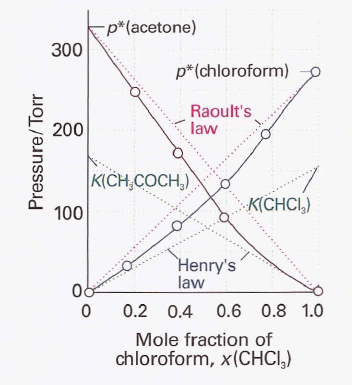 p*(acetone)
300
p*(chloroform)
Raoult's
law
200
K(CH₃COCH₃)
K(CHCl₃)
100
Henry's
law
0
0 0.2 0.4 0.6 0.8 1.0
Pressure/Torr
Mole fraction of
chloroform, x(CHCl₃)